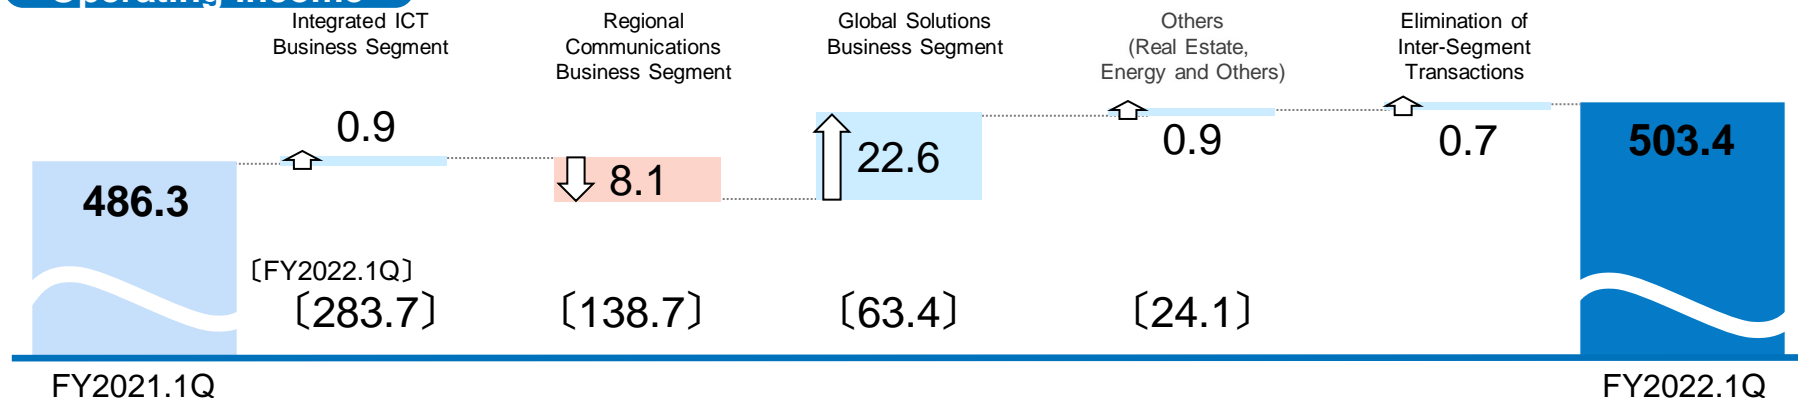 Operating Income
Integrated ICT
Business Segment
Regional
Communications
Business Segment
Global Solutions
Business Segment
Others
(Real Estate,
Energy and Others)
Elimination of
Inter-Segment
Transactions
486.3
0.9
8.1
22.6
0.9
0.7
503.4
〔FY2022.1Q〕
〔283.7〕
〔138.7〕
〔63.4〕
〔24.1〕
FY2021.1Q
FY2022.1Q